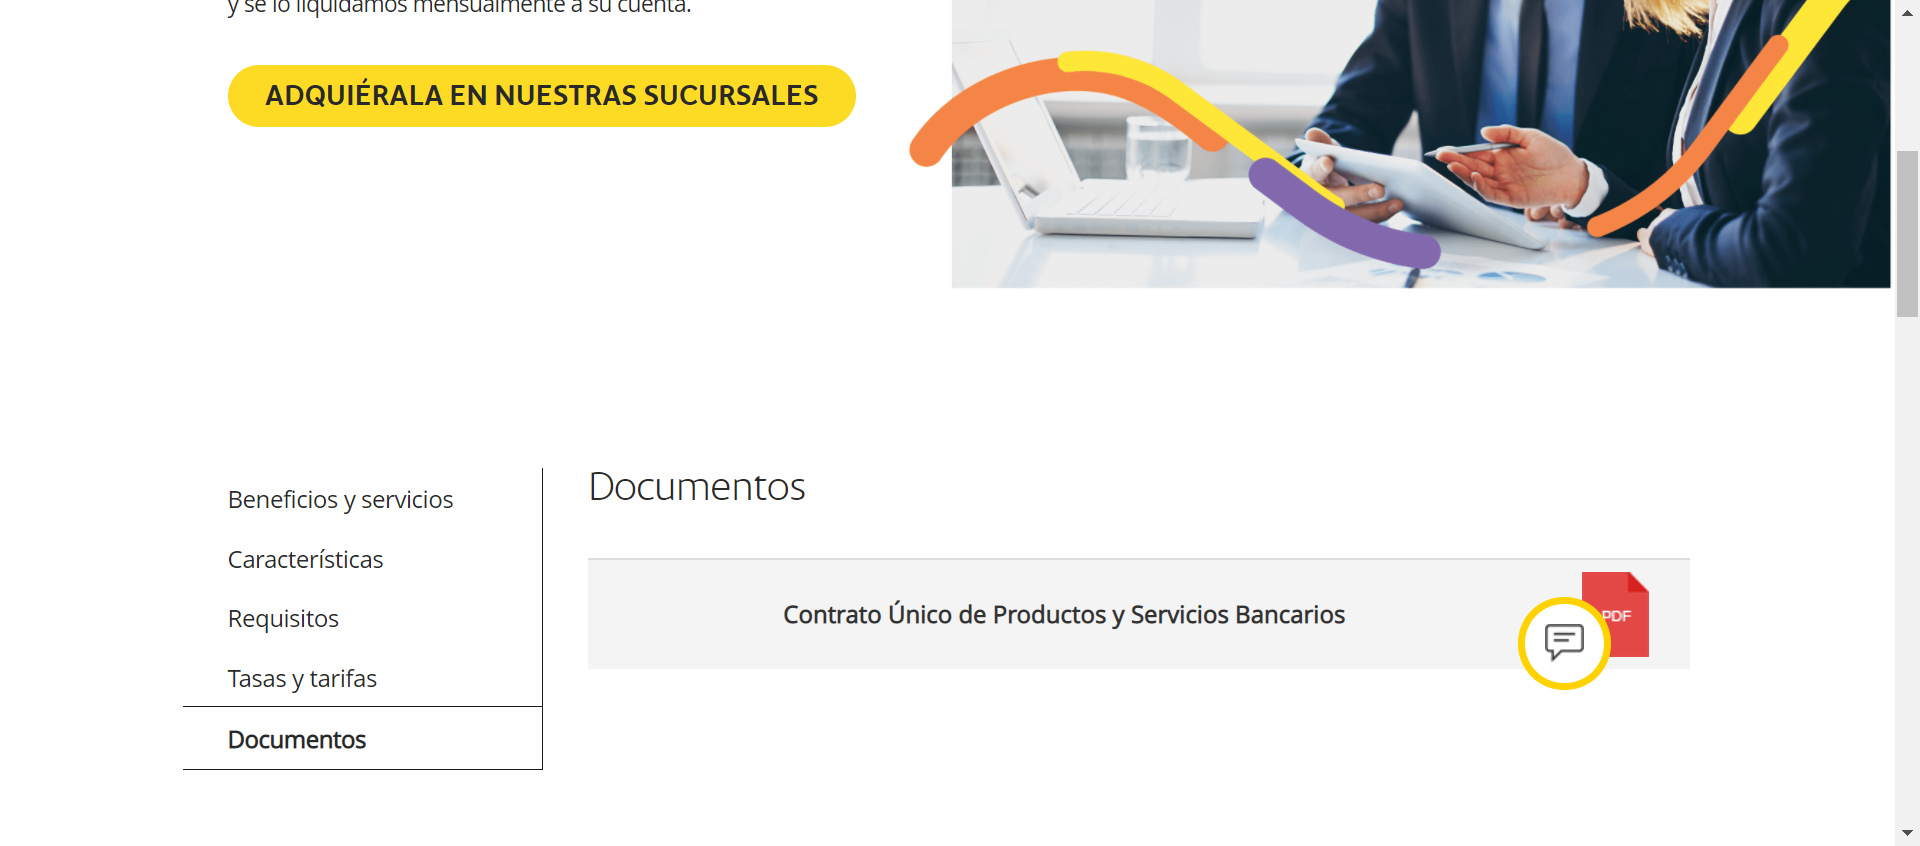 y se lo liquidamos mensualmente a su cuenta.
ADQUIÉRALA EN NUESTRAS SUCURSALES
Beneficios y servicios
Características
Requisitos
Tasas y tarifas
Documentos
Documentos
Contrato Único de Productos y Servicios Bancarios
PDF